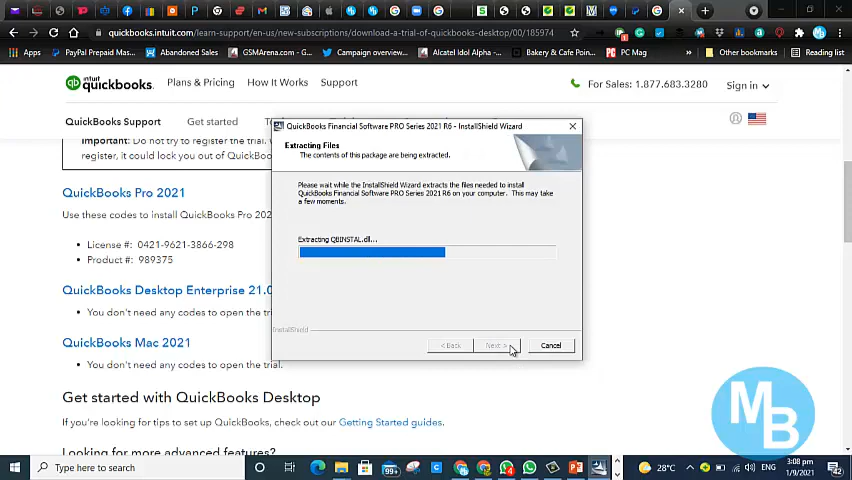 quickbooks.intuit.com/learn-support/en-us/new-subscriptions/download-a-trial-of-quickbooks-desktop/00/185974
Apps
PayPal Prepaid Mas...
Abandoned Sales
GSMArena.com - GS...
Campaign overview...
Alcatel Idol Alpha -...
Bakery & Cafe Poin...
PC Mag
»
Other bookmarks
Reading list
intuit
quickbooks.
Plans & Pricing
How It Works
Support
For Sales: 1.877.683.3280
Sign in
QuickBooks Support
Get started
Important: Do not try to register the trial.
register, it could lock you out of QuickBoo
QuickBooks Pro 2021
Use these codes to install QuickBooks Pro 202
License #: 0421-9621-3866-298
Product #: 989375
QuickBooks Desktop Enterprise 21.0
You don't need any codes to open the trial.
QuickBooks Mac 2021
You don't need any codes to open the trial.
Get started with QuickBooks Desktop
If you're looking for tips to set up QuickBooks, check out our Getting Started guides.
Looking for more advanced features?
QuickBooks Financial Software PRO Series 2021 R6 - InstallShield Wizard
Extracting Files
The contents of this package are being extracted.
Please wait while the InstallShield Wizard extracts the files needed to install
QuickBooks Financial Software PRO Series 2021 R6 on your computer. This may take
a few moments.
Extracting QBINSTAL.dll...
InstallShield
< Back
Next >
Cancel
MB
Type here to search
99+
28°C
ENG
3:08 pm
1/9/2021
42